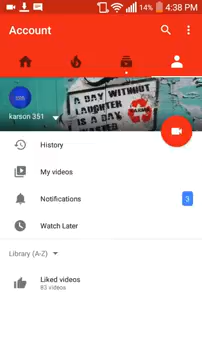 14% 4:38 PM
Account
A DAY WITHOUT
LAUGHTER
IS A DAY
WASTED
karson 351
History
My videos
Notifications
3
Watch Later
Library (A-Z)
Liked videos
83 videos